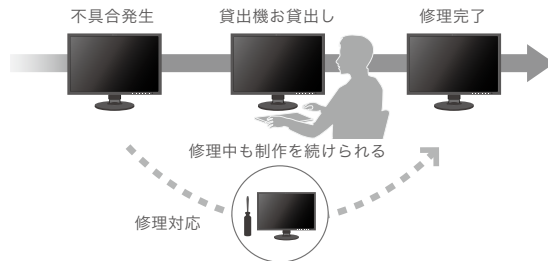 不具合発生
貸出機お貸出し
修理完了
修理中も制作を続けられる
修理対応